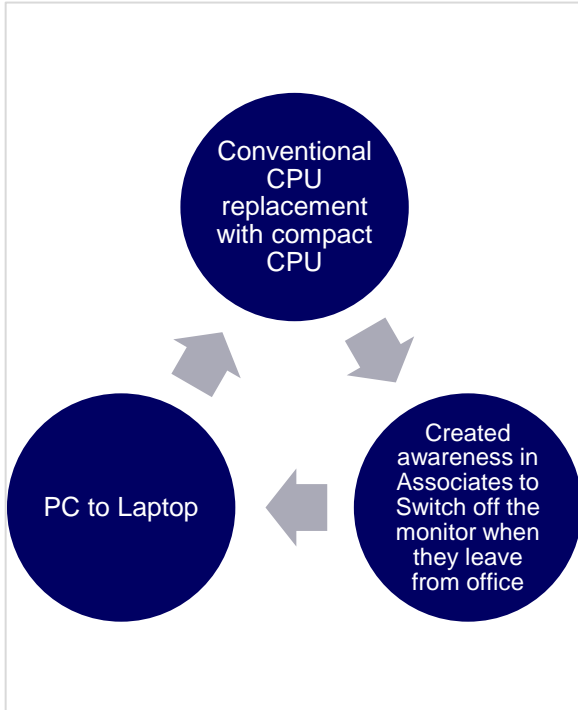 Conventional
CPU
replacement
with compact
CPU
Created
awareness in
Associates to
Switch off the
monitor when
they leave
from office
PC to Laptop